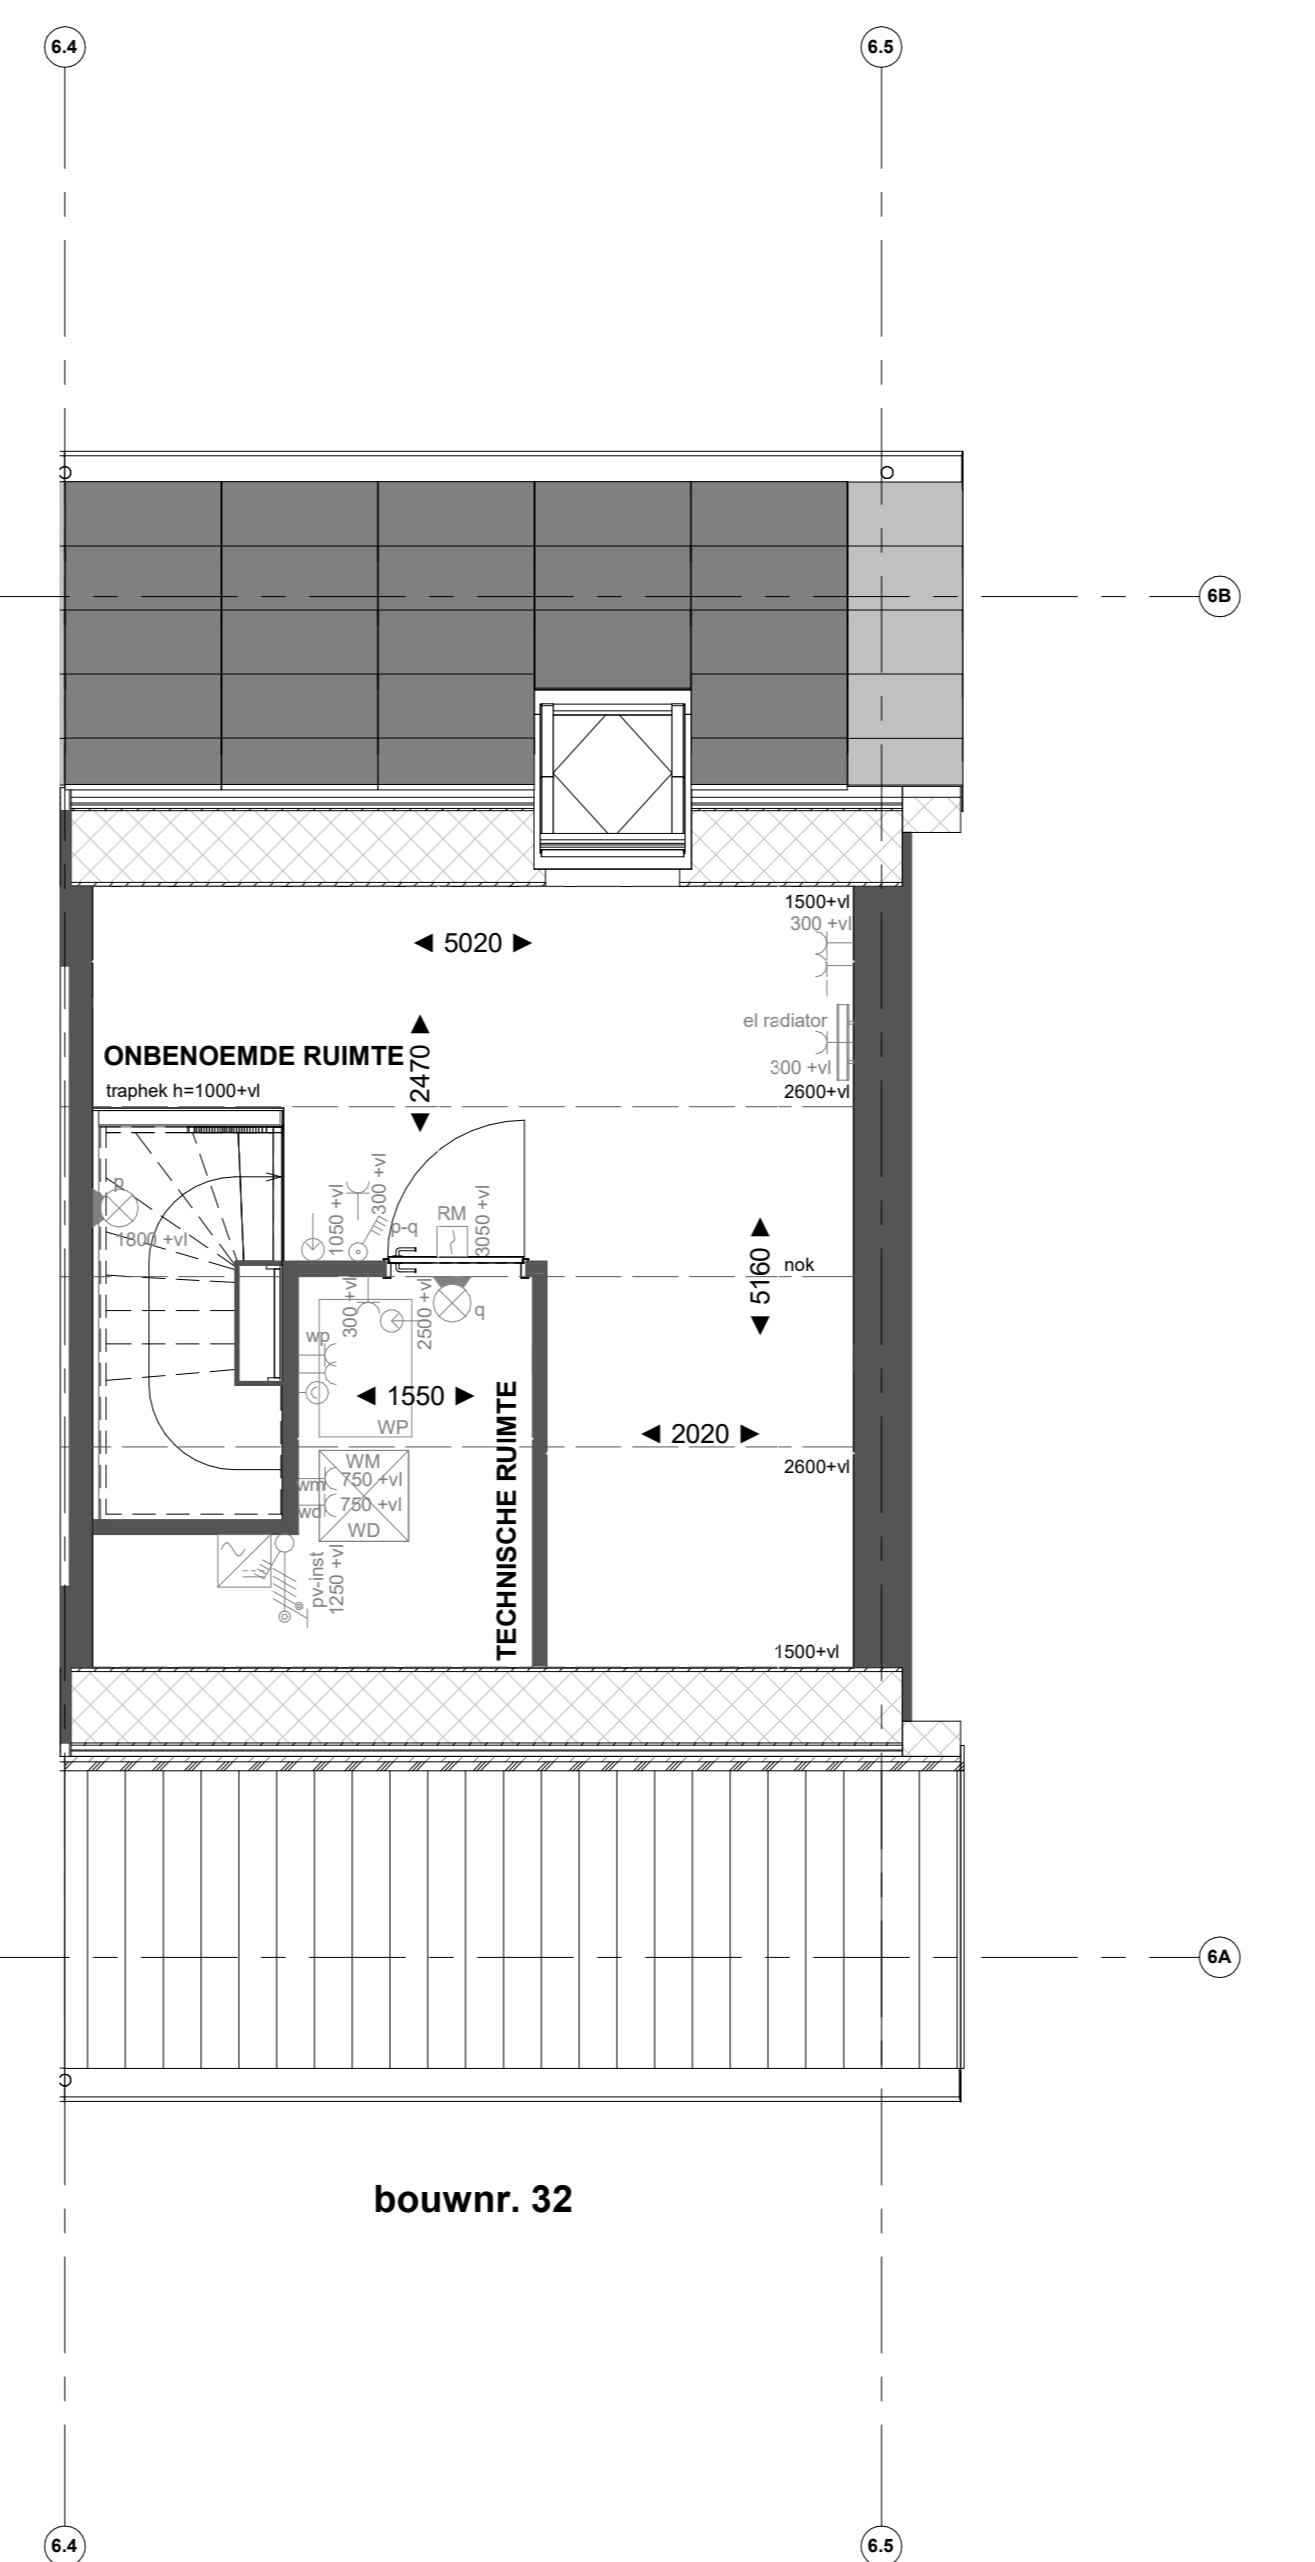 6.4
6.5
6B
1500+vl
300 +vl
5020
el radiator
2470
ONBENOEMDE RUIMTE
300 +vl
traphek h=1000+vl
2600+vl
p
1050 +vl
300 +vl
p-q
RM
3050 +vl
1800 +vl
5160
nok
300 +vl
2500 +vl
q
wp
1550
WP
TECHNISCHE RUIMTE
2020
WM
2600+vl
wm
750 +vl
wd
750 +vl
WD
pv-inst
1250 +vl
1500+vl
6A
bouwnr. 32
6.4
6.5